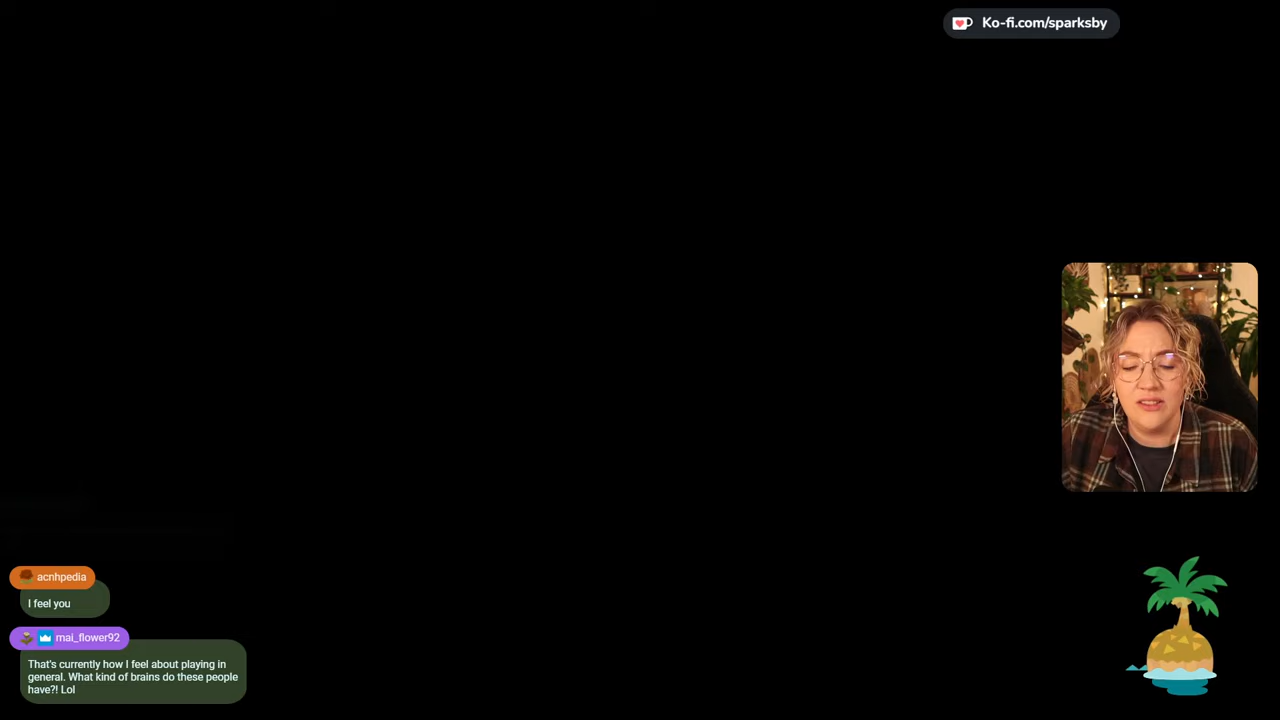 Ko-fi.com/sparksby
acnhpedia
I feel you
mai_flower92
That's currently how I feel about playing in
general. What kind of brains do these people
have?! Lol